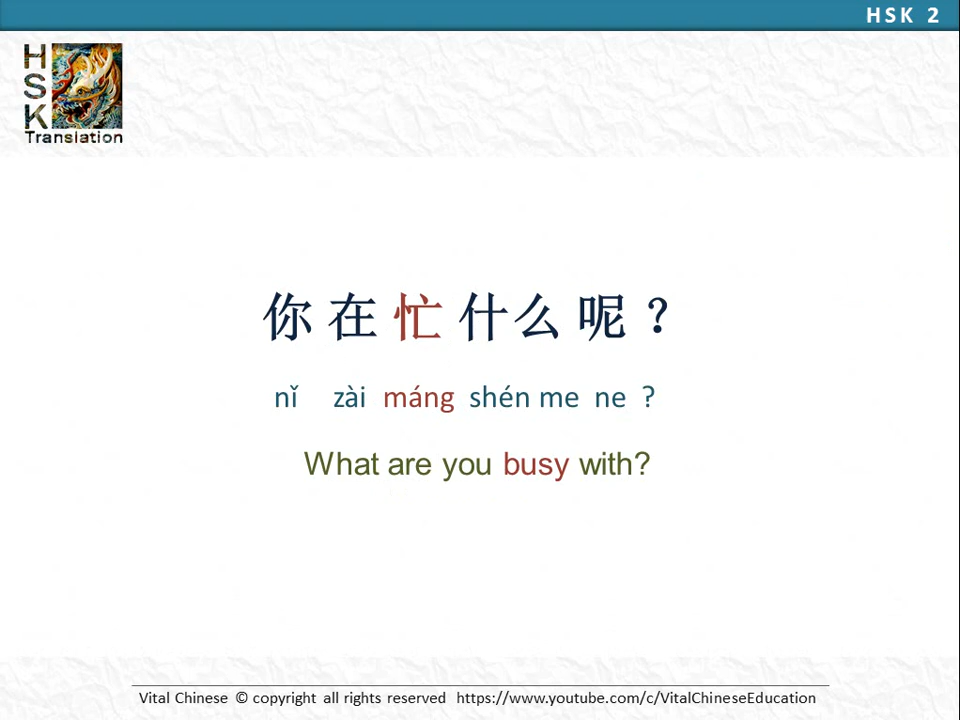 HSK 2
HSK
Translation
你在忙什么呢？
nǐ zài máng shén me ne ?
What are you busy with?
Vital Chinese © copyright all rights reserved https://www.youtube.com/c/VitalChineseEducation